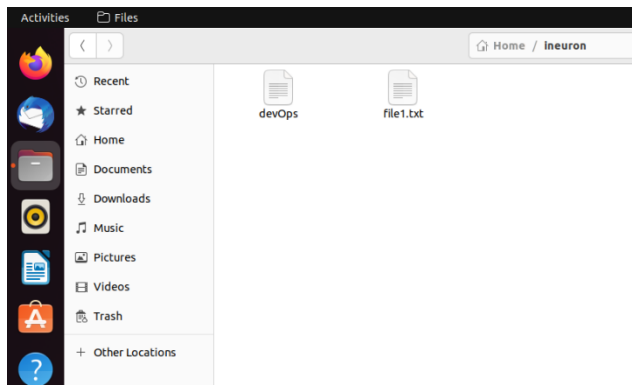 Activities Files
Home / ineuron
Recent
Starred
Home
Documents
Downloads
Music
Pictures
Videos
Trash
+ Other Locations
devOps file1.txt